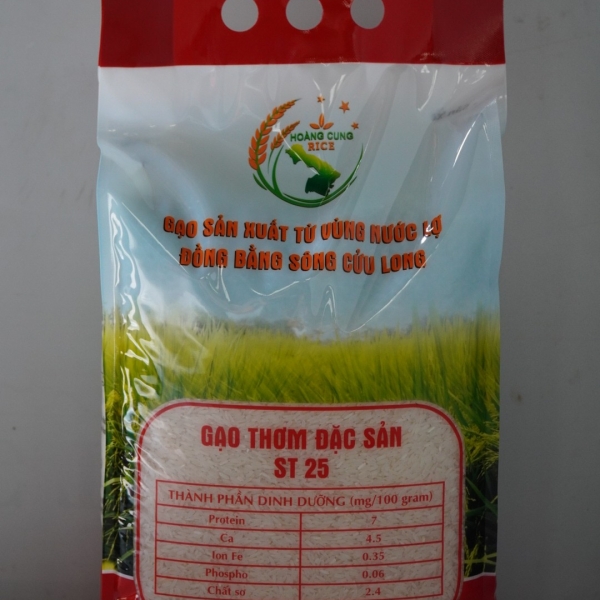 HOÀNG CUNG
RICE
GẠO SẢN XUẤT TỪ VÙNG NƯỚC LỢ
ĐỒNG BẰNG SÔNG CỬU LONG
GẠO THƠM ĐẶC SẢN
ST 25
THÀNH PHẦN DINH DƯỠNG (mg/100 gram)
Protein 7
Ca 4.5
Ion Fe 0.35
Phospho 0.06
Chất sơ 2.4